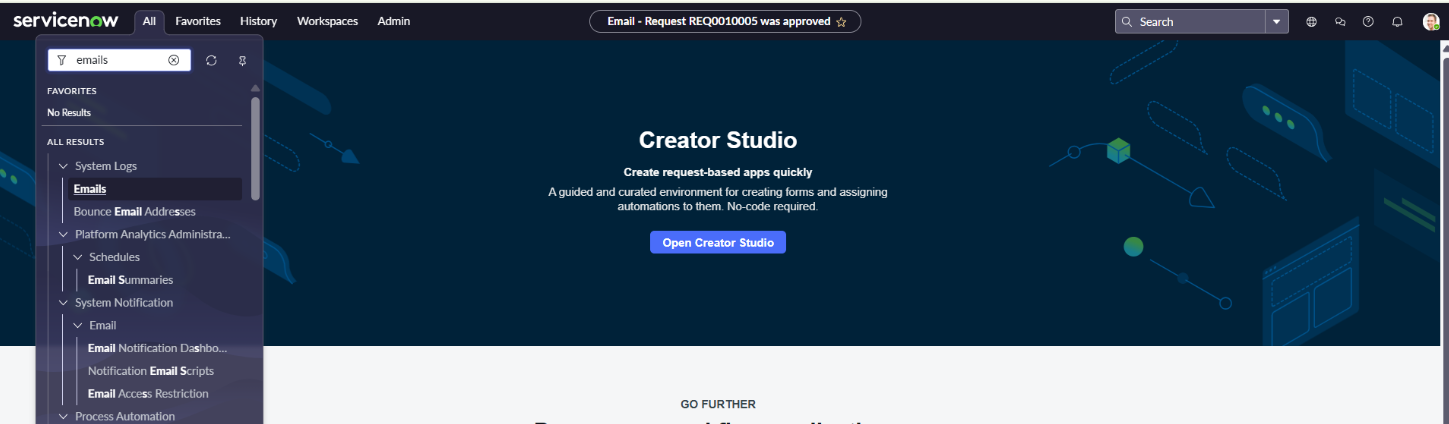 servicenow All Favorites History Workspaces Admin Email - Request REQ0010005 was approved Search
emails
FAVORITES
No Results
ALL RESULTS
System Logs
Emails
Bounce Email Addresses
Platform Analytics Administra...
Schedules
Email Summaries
System Notification
Email
Email Notification Dashbo...
Notification Email Scripts
Email Access Restriction
Process Automation
Creator Studio
Create request-based apps quickly
A guided and curated environment for creating forms and assigning
automations to them. No-code required.
Open Creator Studio
GO FURTHER